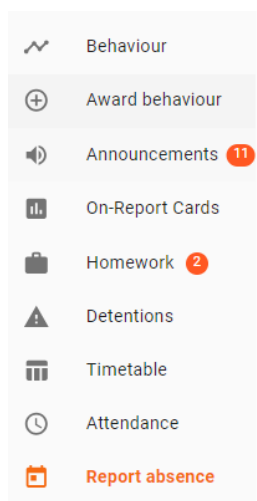 Behaviour
Award behaviour
Announcements 11
On-Report Cards
Homework 2
Detentions
Timetable
Attendance
Report absence